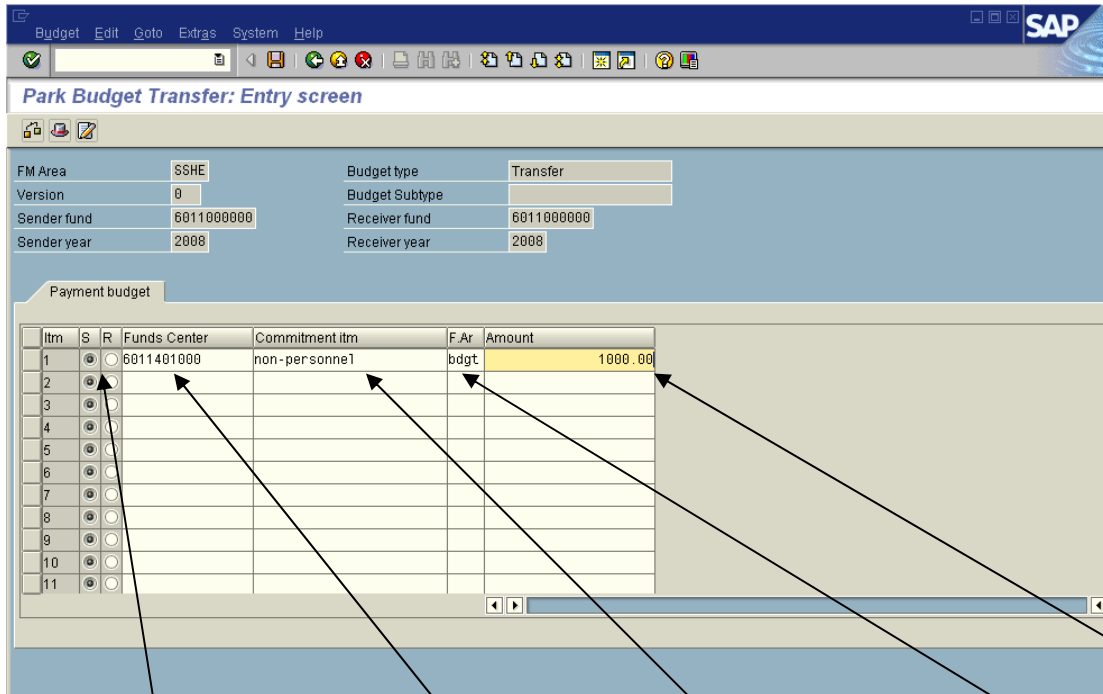 Budget Edit Goto Extras System Help
SAP
Park Budget Transfer: Entry screen
FM Area SSHE Budget type Transfer
Version 0 Budget Subtype
Sender fund 6011000000 Receiver fund 6011000000
Sender year 2008 Receiver year 2008
Payment budget
Itm S R Funds Center Commitment itm F.Ar Amount
1 6011401000 non-personnel bdgt 1000.00
2
3
4
5
6
7
8
9
10
11